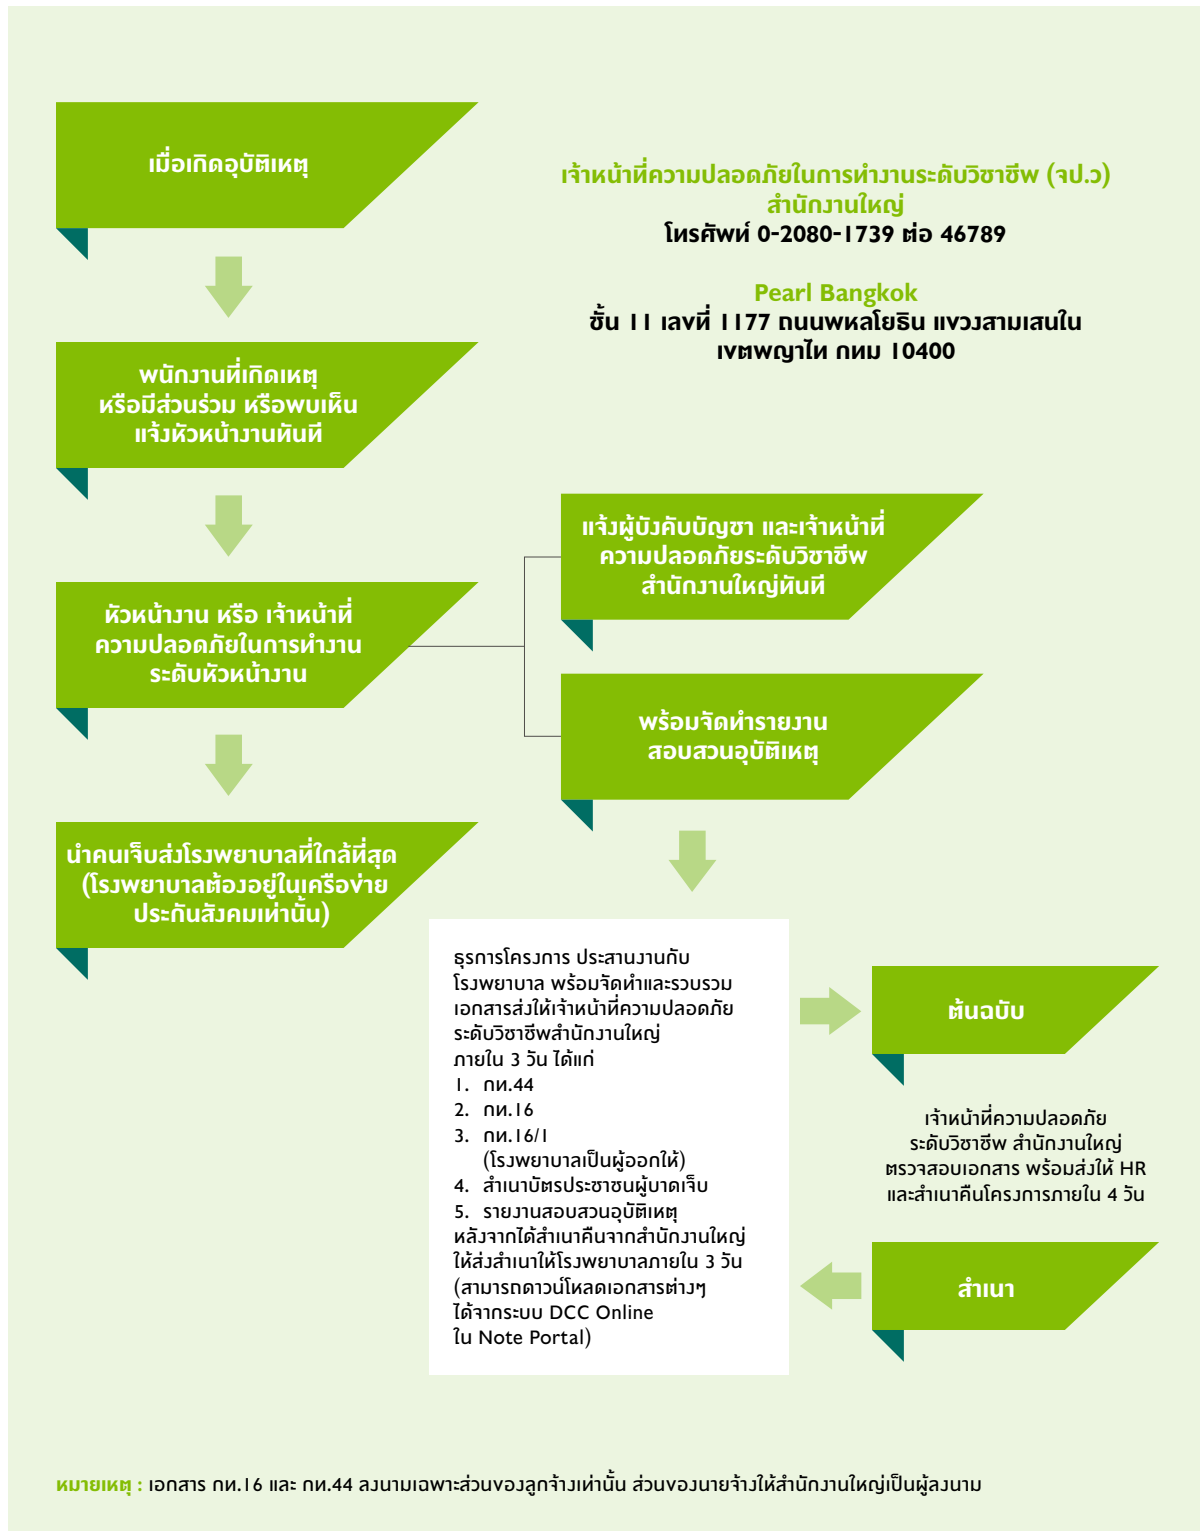 เมื่อเกิดอุบัติเหตุ
เจ้าหน้าที่ความปลอดภัยในการทำงานระดับวิชาชีพ (จป.ว)
สำนักงานใหญ่
โทรศัพท์ 0-2080-1739 ต่อ 46789
Pearl Bangkok
ชั้น 11 เลขที่ 1177 ถนนพหลโยธิน แขวงสามเสนใน
เขตพญาไท กทม 10400
พนักงานที่เกิดเหตุ
หรือมีส่วนร่วม หรือพบเห็น
แจ้งหัวหน้างานทันที
แจ้งผู้บังคับบัญชา และเจ้าหน้าที่
ความปลอดภัยระดับวิชาชีพ
สำนักงานใหญ่ทันที
หัวหน้างาน หรือ เจ้าหน้าที่
ความปลอดภัยในการทำงาน
ระดับหัวหน้างาน
พร้อมจัดทำรายงาน
สอบสวนอุบัติเหตุ
นำคนเจ็บส่งโรงพยาบาลที่ใกล้ที่สุด
(โรงพยาบาลต้องอยู่ในเครือข่าย
ประกันสังคมเท่านั้น)
ธุรการโครงการ ประสานงานกับ
โรงพยาบาล พร้อมจัดทำและรวบรวม
เอกสารส่งให้เจ้าหน้าที่ความปลอดภัย
ระดับวิชาชีพสำนักงานใหญ่
ภายใน 3 วัน ได้แก่
1. กท.44
2. กท.16
3. กท.16/1
(โรงพยาบาลเป็นผู้ออกให้)
4. สำเนาบัตรประชาชนผู้บาดเจ็บ
5. รายงานสอบสวนอุบัติเหตุ
หลังจากได้สำเนาคืนจากสำนักงานใหญ่
ให้ส่งสำเนาให้โรงพยาบาลภายใน 3 วัน
(สามารถดาวน์โหลดเอกสารต่างๆ
ได้จากระบบ DCC Online
ใน Note Portal)
ต้นฉบับ
เจ้าหน้าที่ความปลอดภัย
ระดับวิชาชีพ สำนักงานใหญ่
ตรวจสอบเอกสาร พร้อมส่งให้ HR
และสำเนาคืนโครงการภายใน 4 วัน
สำเนา
หมายเหตุ : เอกสาร กท.16 และ กท.44 ลงนามเฉพาะส่วนของลูกจ้างเท่านั้น ส่วนของนายจ้างให้สำนักงานใหญ่เป็นผู้ลงนาม